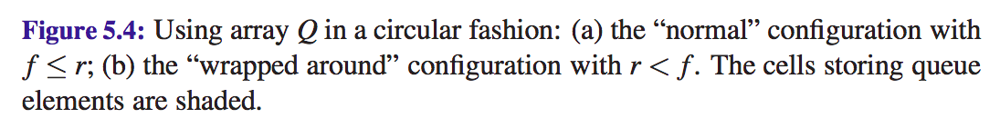 Figure 5.4: Using array Q in a circular fashion: (a) the “normal” configuration with
f ≤ r; (b) the “wrapped around” configuration with r < f. The cells storing queue
elements are shaded.